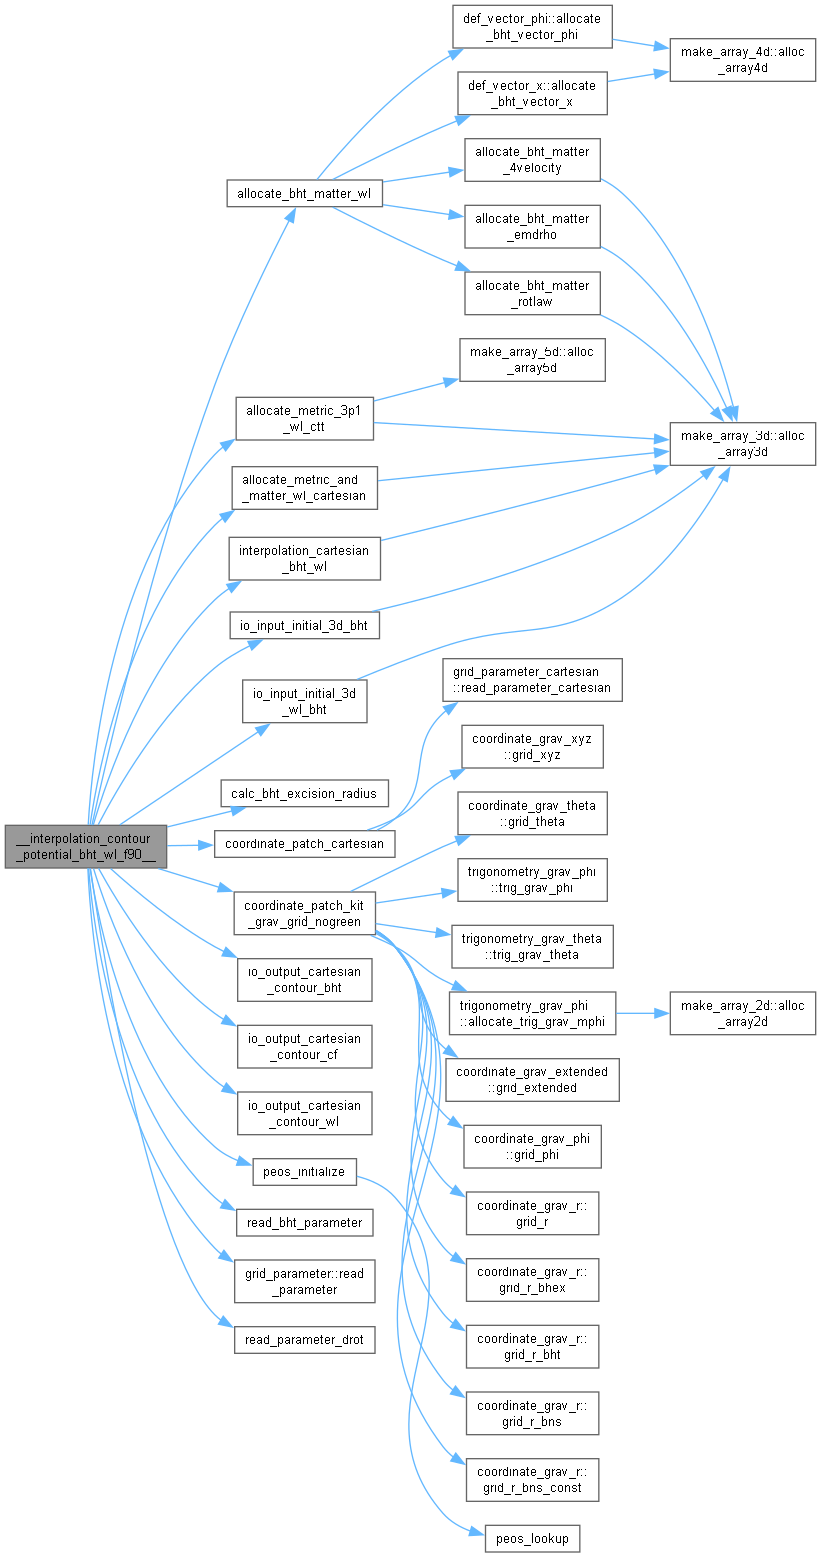 def_vector_phi::allocate
_bht_vector_phi
make_array_4d::alloc
_array4d
def_vector_x::allocate
_bht_vector_x
allocate_bht_matter
_4velocity
allocate_bht_matter_wl
allocate_bht_matter
_emdrho
allocate_bht_matter
_rotlaw
make_array_5d::alloc
_array5d
allocate_metric_3p1
_wl_ctt
make_array_3d::alloc
_array3d
allocate_metric_and
_matter_wl_cartesian
interpolation_cartesian
_bht_wl
io_input_initial_3d_bht
grid_parameter_cartesian
::read_parameter_cartesian
io_input_initial_3d
_wl_bht
coordinate_grav_xyz
::grid_xyz
calc_bht_excision_radius
coordinate_grav_theta
::grid_theta
__interpolation_contour
_potential_bht_wl_f90__
coordinate_patch_cartesian
trigonometry_grav_phi
::trig_grav_phi
coordinate_patch_kit
_grav_grid_nogreen
trigonometry_grav_theta
::trig_grav_theta
io_output_cartesian
_contour_bht
trigonometry_grav_phi
::allocate_trig_grav_mphi
make_array_2d::alloc
_array2d
io_output_cartesian
_contour_cf
coordinate_grav_extended
::grid_extended
io_output_cartesian
_contour_wl
coordinate_grav_phi
::grid_phi
peos_initialize
coordinate_grav_r::
grid_r
read_bht_parameter
grid_parameter::read
_parameter
coordinate_grav_r::
grid_r_bhex
read_parameter_drot
coordinate_grav_r::
grid_r_bht
coordinate_grav_r::
grid_r_bns
coordinate_grav_r::
grid_r_bns_const
peos_lookup